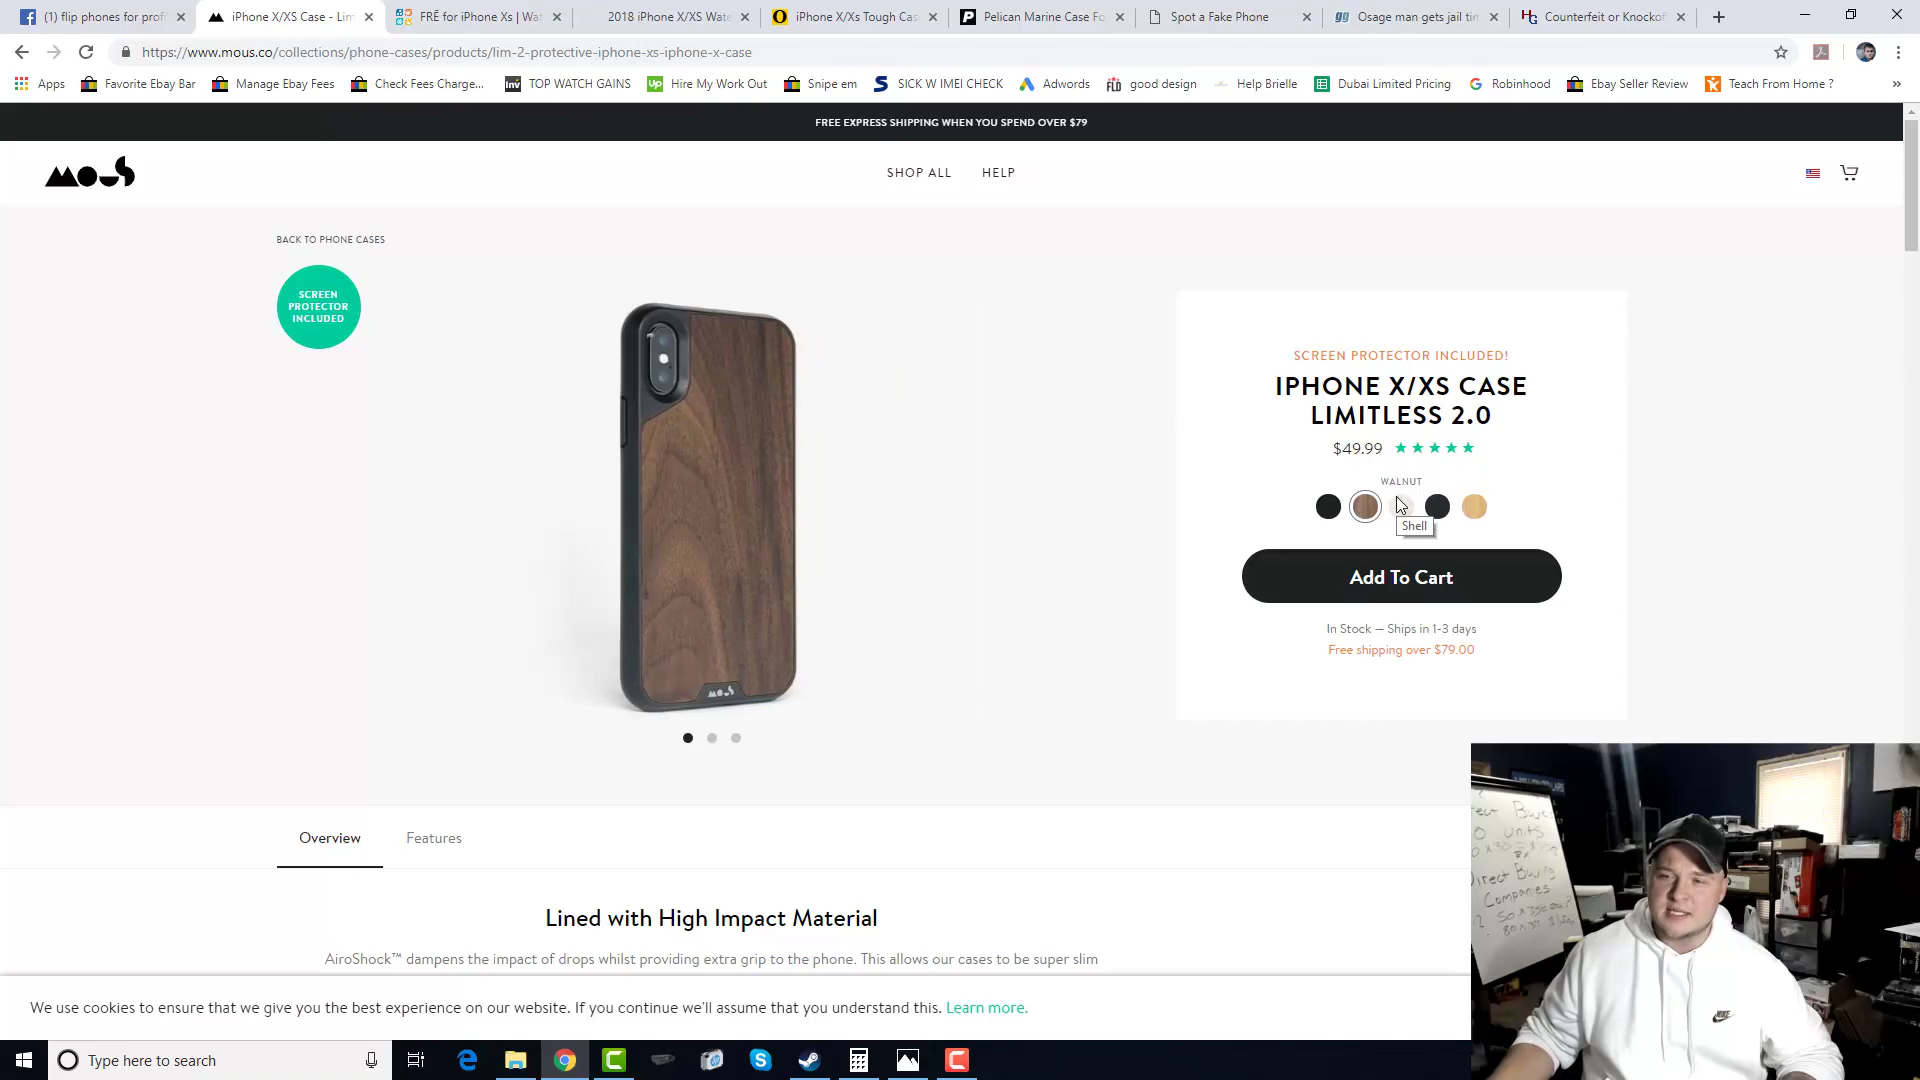 (1) flip phones for profi
iPhone X/XS Case - Lim
FRĒ for iPhone Xs | Wat
2018 iPhone X/XS Wate
iPhone X/Xs Tough Cas
Pelican Marine Case Fo
Spot a Fake Phone
Osage man gets jail tim
Counterfeit or Knockof
https://www.mous.co/collections/phone-cases/products/lim-2-protective-iphone-xs-iphone-x-case
Apps
Favorite Ebay Bar
Manage Ebay Fees
Check Fees Charge...
TOP WATCH GAINS
Hire My Work Out
Snipe em
SICK W IMEI CHECK
Adwords
good design
Help Brielle
Dubai Limited Pricing
Robinhood
Ebay Seller Review
Teach From Home ?
FREE EXPRESS SHIPPING WHEN YOU SPEND OVER $79
MOUS
SHOP ALL
HELP
BACK TO PHONE CASES
SCREEN
PROTECTOR
INCLUDED
SCREEN PROTECTOR INCLUDED!
IPHONE X/XS CASE
LIMITLESS 2.0
$49.99
WALNUT
Shell
Add To Cart
In Stock — Ships in 1-3 days
Free shipping over $79.00
MOUS
Overview
Features
Lined with High Impact Material
AiroShock™ dampens the impact of drops whilst providing extra grip to the phone. This allows our cases to be super slim
We use cookies to ensure that we give you the best experience on our website. If you continue we'll assume that you understand this. Learn more.
units
Direct Buying
Companies
NIKE
Type here to search